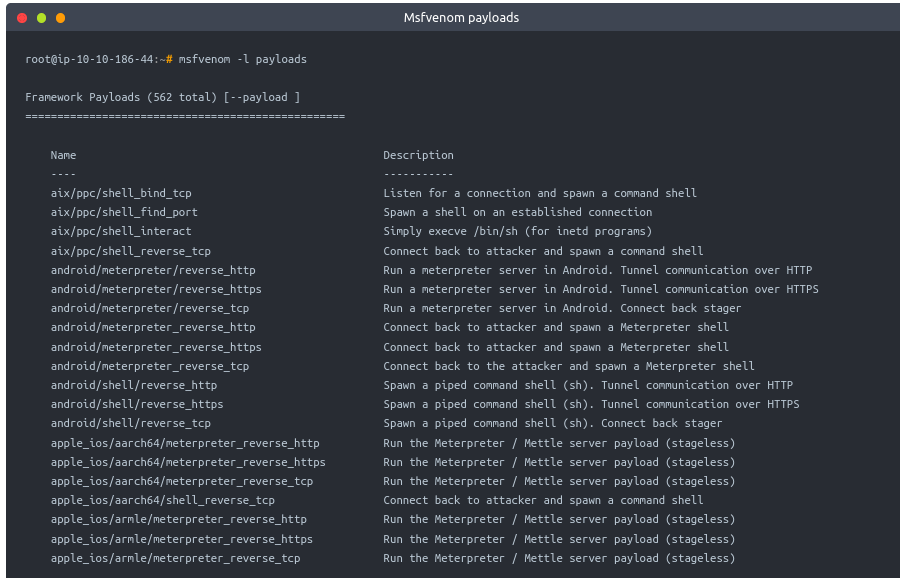 Msfvenom payloads
root@ip-10-10-186-44:~# msfvenom -l payloads
Framework Payloads (562 total) [--payload ]
==================================================
Name Description
---- -----------
aix/ppc/shell_bind_tcp Listen for a connection and spawn a command shell
aix/ppc/shell_find_port Spawn a shell on an established connection
aix/ppc/shell_interact Simply execve /bin/sh (for inetd programs)
aix/ppc/shell_reverse_tcp Connect back to attacker and spawn a command shell
android/meterpreter/reverse_http Run a meterpreter server in Android. Tunnel communication over HTTP
android/meterpreter/reverse_https Run a meterpreter server in Android. Tunnel communication over HTTPS
android/meterpreter/reverse_tcp Run a meterpreter server in Android. Connect back stager
android/meterpreter_reverse_http Connect back to attacker and spawn a Meterpreter shell
android/meterpreter_reverse_https Connect back to attacker and spawn a Meterpreter shell
android/meterpreter_reverse_tcp Connect back to the attacker and spawn a Meterpreter shell
android/shell/reverse_http Spawn a piped command shell (sh). Tunnel communication over HTTP
android/shell/reverse_https Spawn a piped command shell (sh). Tunnel communication over HTTPS
android/shell/reverse_tcp Spawn a piped command shell (sh). Connect back stager
apple_ios/aarch64/meterpreter_reverse_http Run the Meterpreter / Mettle server payload (stageless)
apple_ios/aarch64/meterpreter_reverse_https Run the Meterpreter / Mettle server payload (stageless)
apple_ios/aarch64/meterpreter_reverse_tcp Run the Meterpreter / Mettle server payload (stageless)
apple_ios/aarch64/shell_reverse_tcp Connect back to attacker and spawn a command shell
apple_ios/armle/meterpreter_reverse_http Run the Meterpreter / Mettle server payload (stageless)
apple_ios/armle/meterpreter_reverse_https Run the Meterpreter / Mettle server payload (stageless)
apple_ios/armle/meterpreter_reverse_tcp Run the Meterpreter / Mettle server payload (stageless)